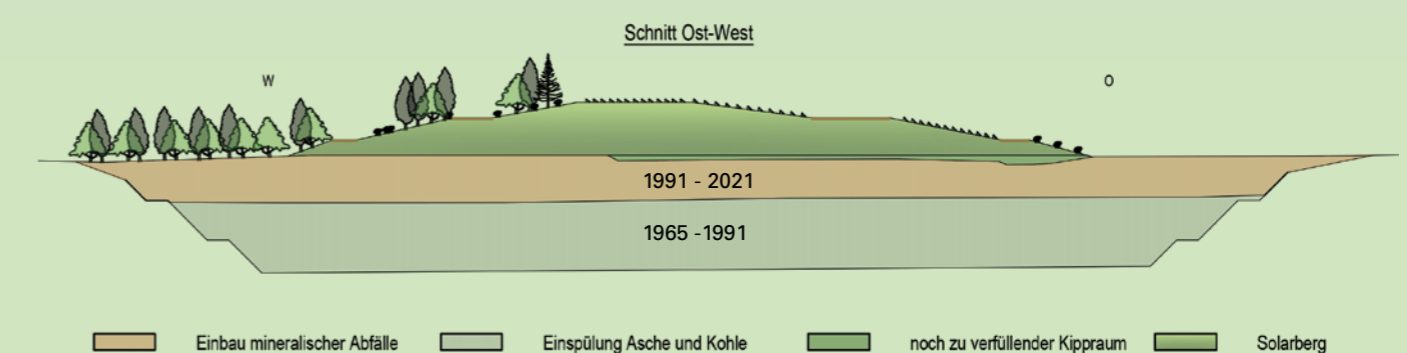 Schnitt Ost-West
W
O
1991 - 2021
1965 -1991
Einbau mineralischer Abfälle
Einspülung Asche und Kohle
noch zu verfüllender Kippraum
Solarberg